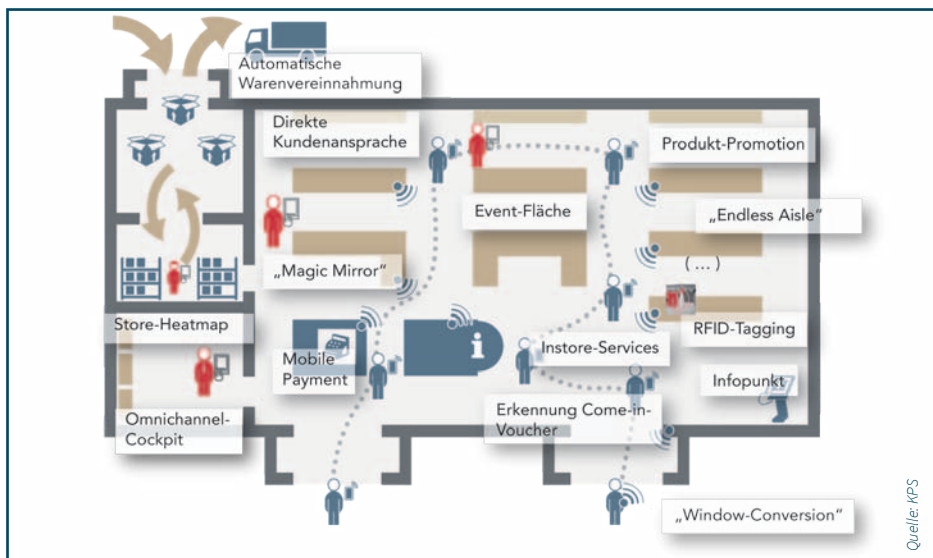 Automatische
Warenvereinnahmung
Direkte
Kundenansprache
Produkt-Promotion
Event-Fläche
„Endless Aisle“
„Magic Mirror“
( ... )
Store-Heatmap
RFID-Tagging
Mobile
Payment
i
Instore-Services
Infopunkt
Omnichannel-
Cockpit
Erkennung Come-in-
Voucher
„Window-Conversion“
Quelle: KPS